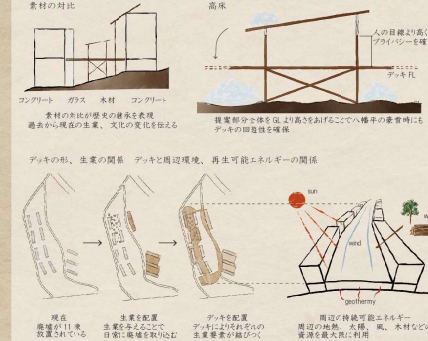 素材の対比
高床
人の目線より高く
プライバシーを確
デッキFL
コンクリート ガラス 木材 コンクリート
素材の対比が歴史の継承を表現
過去から現在の生業、文化の変化を伝える
提案部分全体をGLより高さをあげることで八幡平の豪雪時にも
デッキの回遊性を確保
デッキの形、生業の関係 デッキと周辺環境、再生可能エネルギーの関係
sun
wind
w
geothermy
現在
廃墟が11棟
放置されている
生業を配置
生業を与えることで
日常に廃墟を取り込む
デッキを配置
デッキによりそれぞれの
生業要素が結びつく
周辺の持続可能エネルギー
周辺の地熱、太陽、風、木材などの
資源を最大限に利用